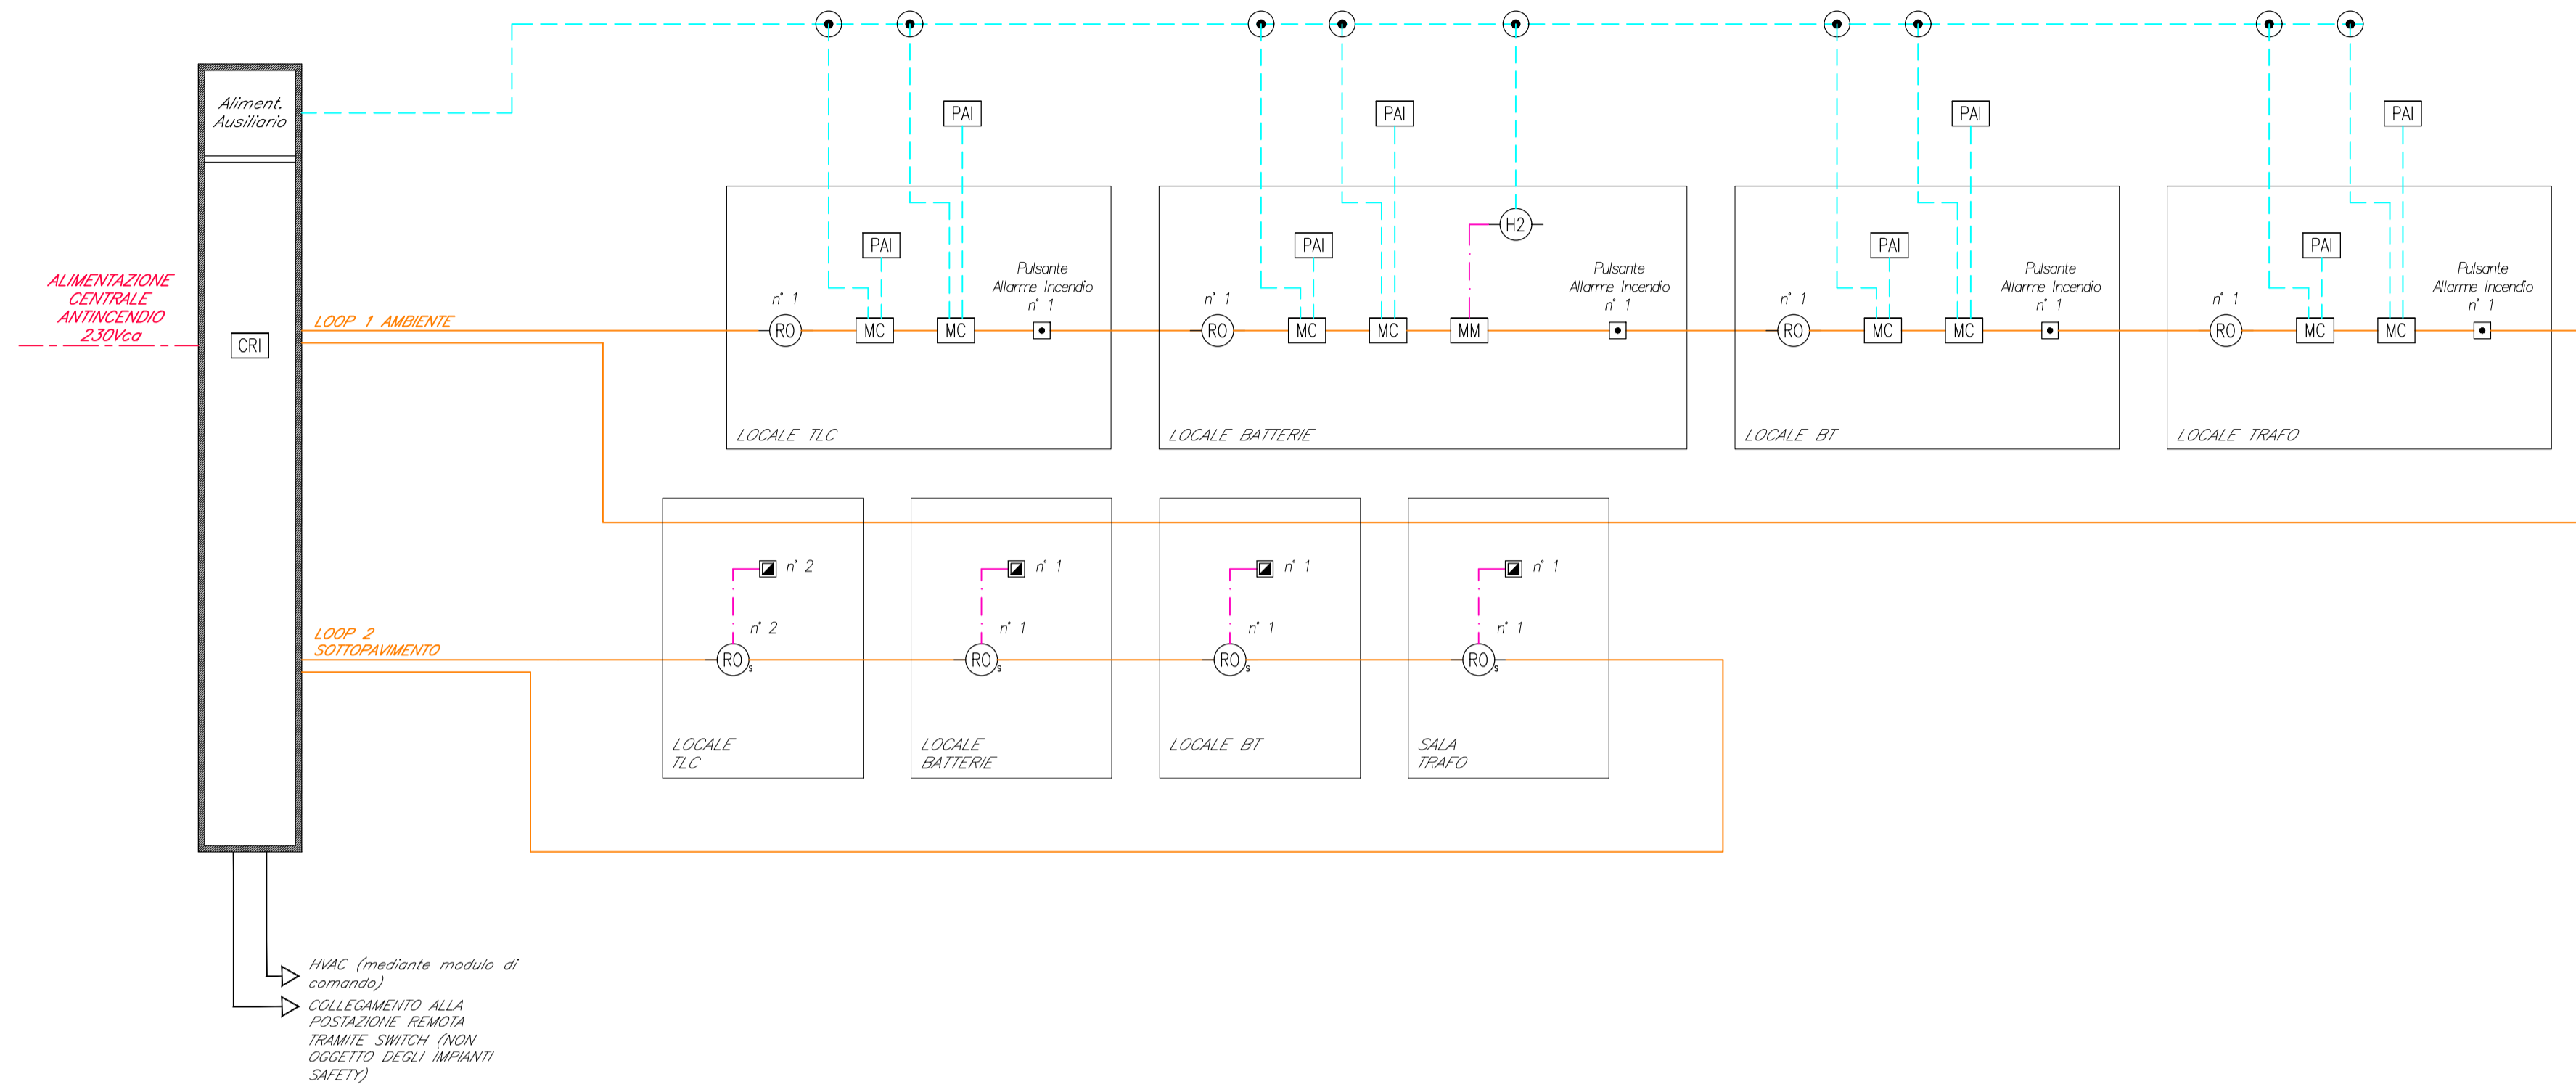 Aliment.
Ausiliario
ALIMENTAZIONE
CENTRALE
ANTINCENDIO
230Vca
CRI
LOOP 1 AMBIENTE
PAI
PAI
n° 1
RO
MC
MC
Pulsante
Allarme Incendio
n° 1
LOCALE TLC
PAI
PAI
H2
n° 1
RO
MC
MC
MM
Pulsante
Allarme Incendio
n° 1
LOCALE BATTERIE
PAI
PAI
n° 1
RO
MC
MC
Pulsante
Allarme Incendio
n° 1
LOCALE BT
PAI
PAI
n° 1
RO
MC
MC
Pulsante
Allarme Incendio
n° 1
LOCALE TRAFO
LOOP 2
SOTTOPAVIMENTO
n° 2
n° 2
RO s
LOCALE
TLC
n° 1
n° 1
RO s
LOCALE
BATTERIE
n° 1
n° 1
RO s
LOCALE BT
n° 1
n° 1
RO s
SALA
TRAFO
HVAC (mediante modulo di
comando)
COLLEGAMENTO ALLA
POSTAZIONE REMOTA
TRAMITE SWITCH (NON
OGGETTO DEGLI IMPIANTI
SAFETY)